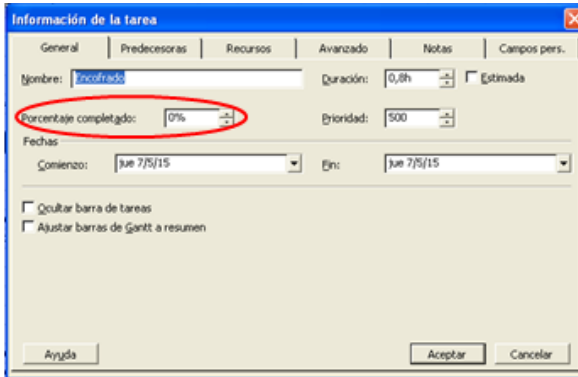 Información de la tarea
General Predecesoras Recursos Avanzado Notas Campos pers.
Nombre: Encofrado Duración: 0,8h Estimada
Porcentaje completado: 0% Prioridad: 500
Fechas
Comienzo: jue 7/5/15 Fin: jue 7/5/15
Ocultar barra de tareas
Ajustar barras de Gantt a resumen
Ayuda Aceptar Cancelar